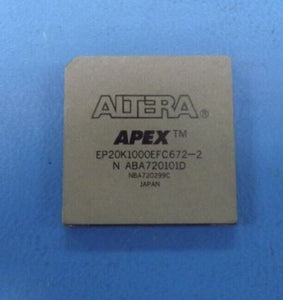 ALTERA
APEX™
EP20K1000EFC672-2
N ABA720101D
NBA720299C
JAPAN